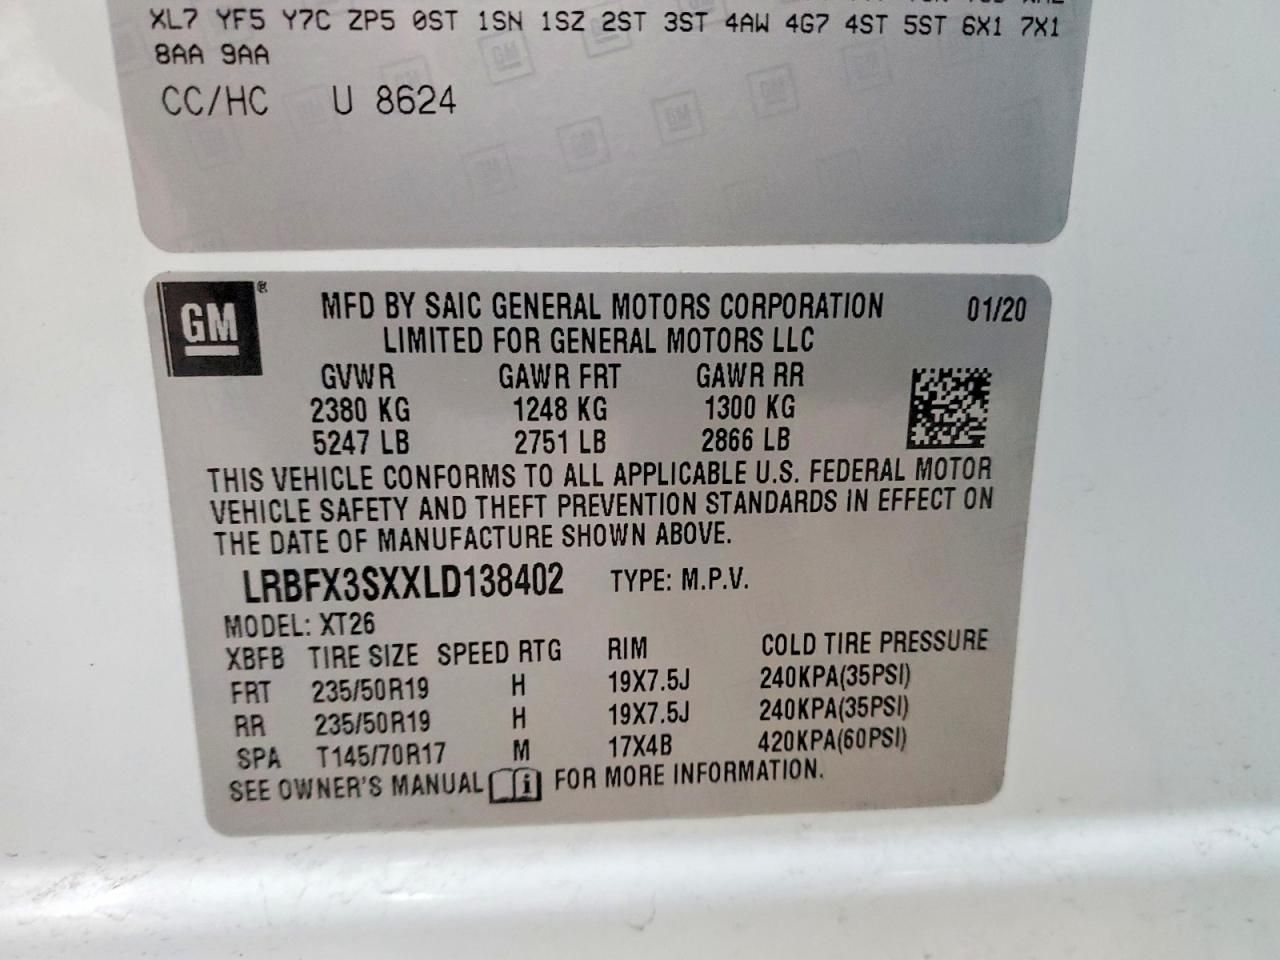 XL7 YF5 Y7C ZP5 0ST 1SN 1SZ 2ST 3ST 4AW 4G7 4ST 5ST 6X1 7X1
8AA 9AA
CC/HC U 8624
GM ® MFD BY SAIC GENERAL MOTORS CORPORATION 01/20
LIMITED FOR GENERAL MOTORS LLC
GVWR GAWR FRT GAWR RR
2380 KG 1248 KG 1300 KG
5247 LB 2751 LB 2866 LB
THIS VEHICLE CONFORMS TO ALL APPLICABLE U.S. FEDERAL MOTOR
VEHICLE SAFETY AND THEFT PREVENTION STANDARDS IN EFFECT ON
THE DATE OF MANUFACTURE SHOWN ABOVE.
LRBFX3SXXLD138402 TYPE: M.P.V.
MODEL: XT26
XBFB TIRE SIZE SPEED RTG RIM COLD TIRE PRESSURE
FRT 235/50R19 H 19X7.5J 240KPA(35PSI)
RR 235/50R19 H 19X7.5J 240KPA(35PSI)
SPA T145/70R17 M 17X4B 420KPA(60PSI)
SEE OWNER'S MANUAL i FOR MORE INFORMATION.